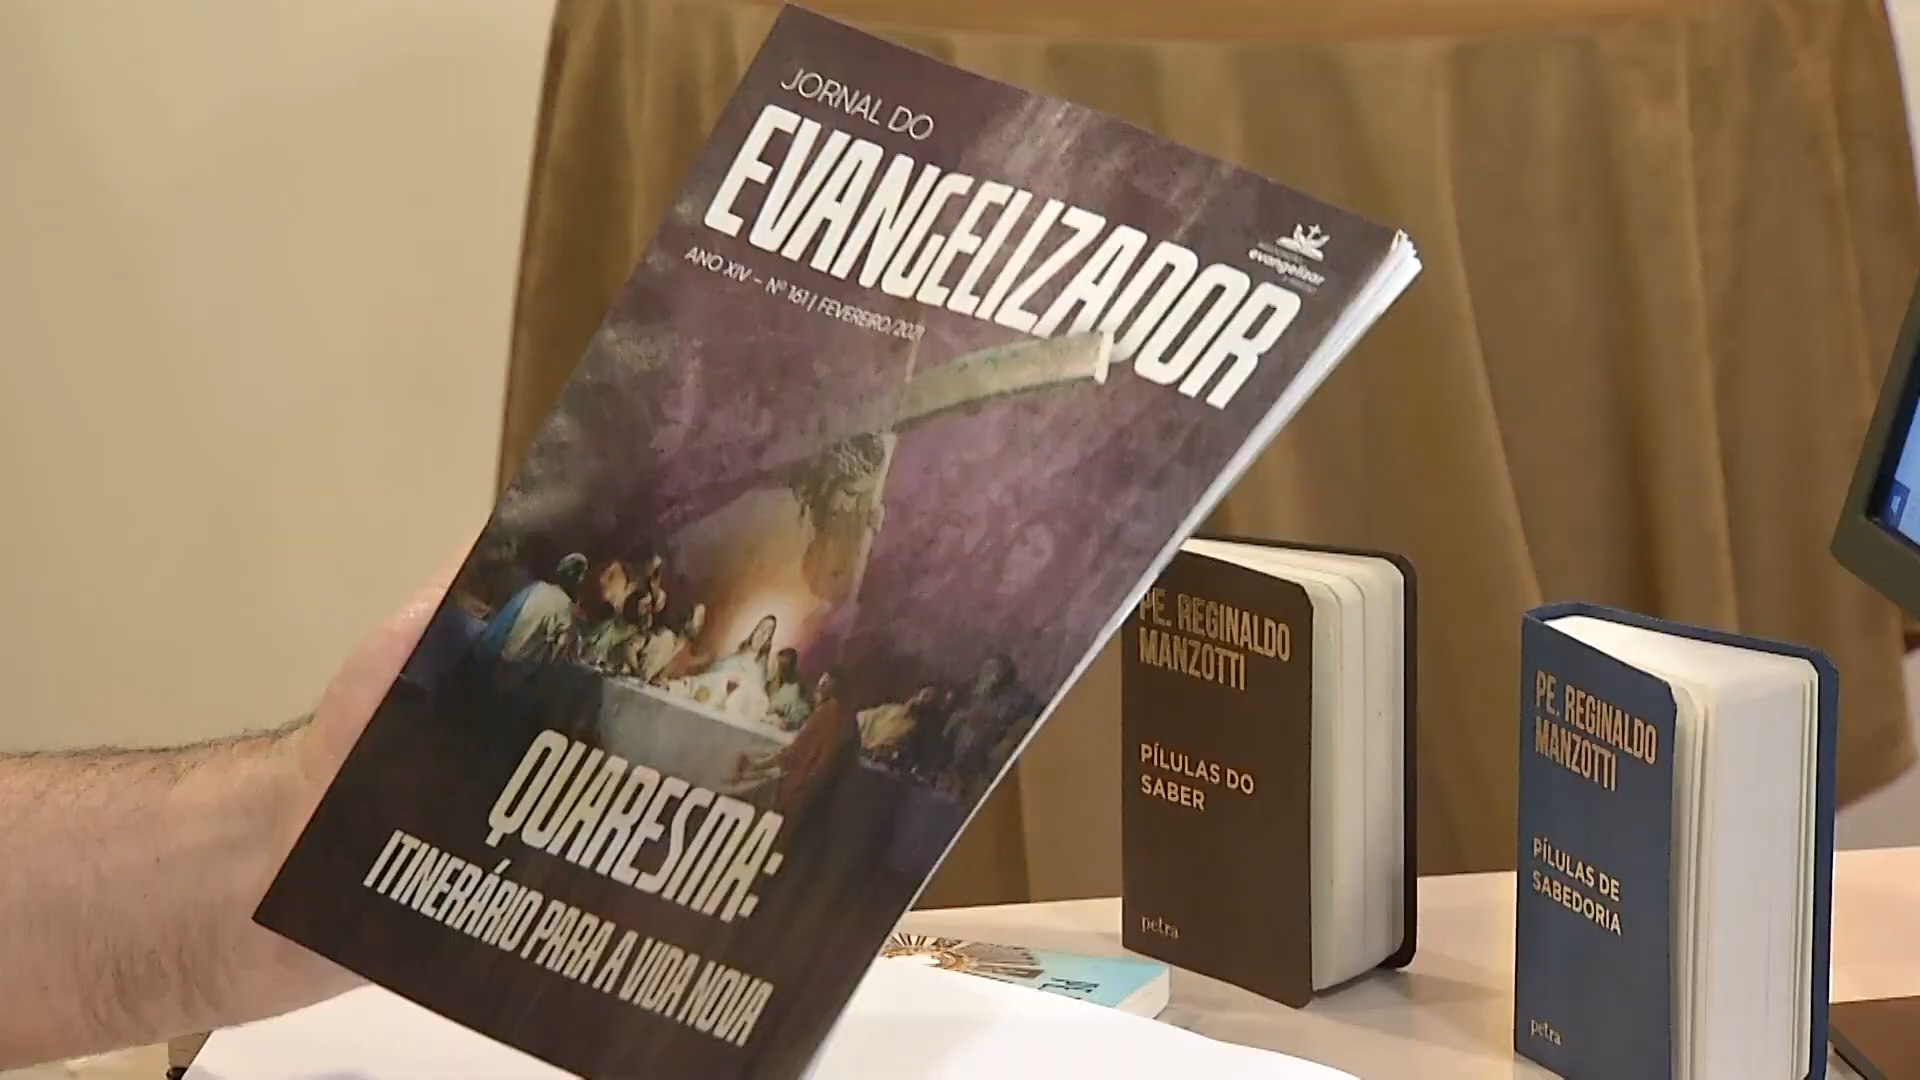 JORNAL DO
EVANGELIZADOR
ANO XIV - Nº 161 | FEVEREIRO/2021
evangelizar
QUARESMA:
ITINERÁRIO PARA A VIDA NOVA
PE. REGINALDO
MANZOTTI
PÍLULAS DO
SABER
petra
PE. REGINALDO
MANZOTTI
PÍLULAS DE
SABEDORIA
petra